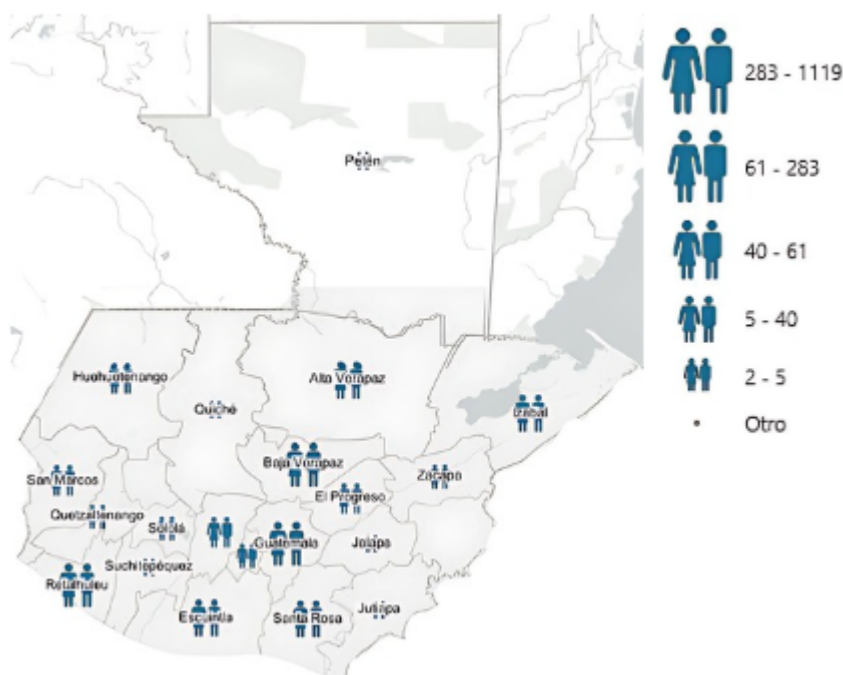 283 - 1119
61 - 283
40 - 61
5 - 40
2 - 5
Otro
Petén
Huehuetenango
Quiché
Alta Verapaz
Izabal
Baja Verapaz
San Marcos
Zacapa
El Progreso
Quetzaltenango
Sololá
Guatemala
Jalapa
Suchitepéquez
Retalhuleu
Escuintla
Santa Rosa
Jutiapa